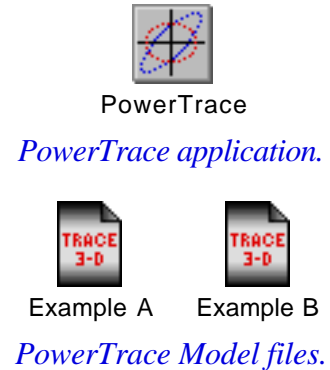 PowerTrace
PowerTrace application.
TRACE TRACE
3-D 3-D
Example A Example B
PowerTrace Model files.